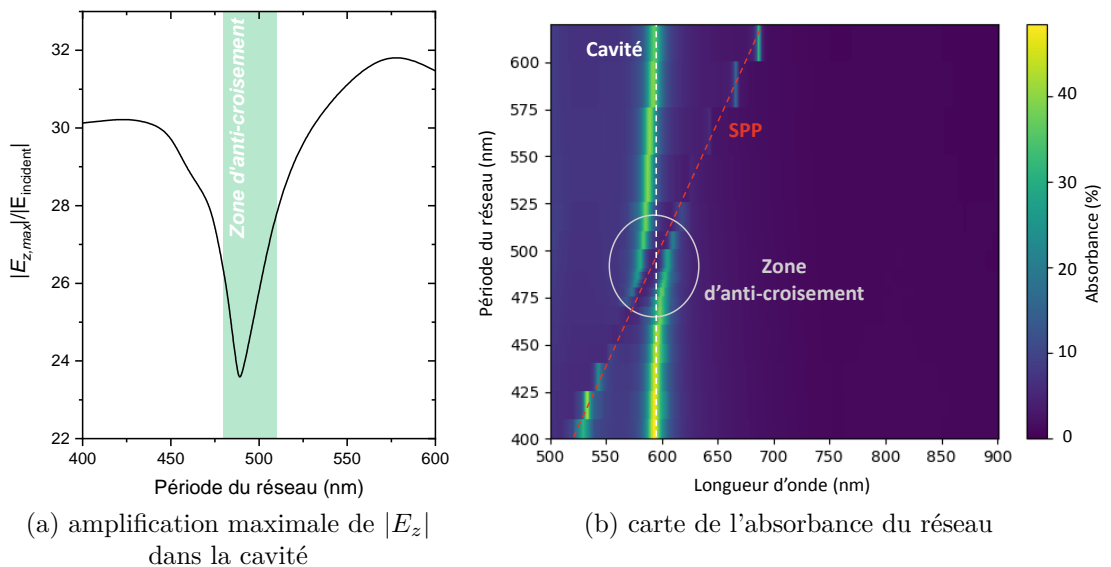 32
30
28
26
24
22
400
450
500
550
600
|E_{z,max}|/|E_{incident}|
Période du réseau (nm)
Zone d'anti-croisement
(a) amplification maximale de |E_z|
dans la cavité
600
575
550
525
500
475
450
425
400
500
550
600
650
700
750
800
850
900
Période du réseau (nm)
Longueur d'onde (nm)
Cavité
SPP
Zone
d'anti-croisement
40
30
20
10
0
Absorbance (%)
(b) carte de l'absorbance du réseau